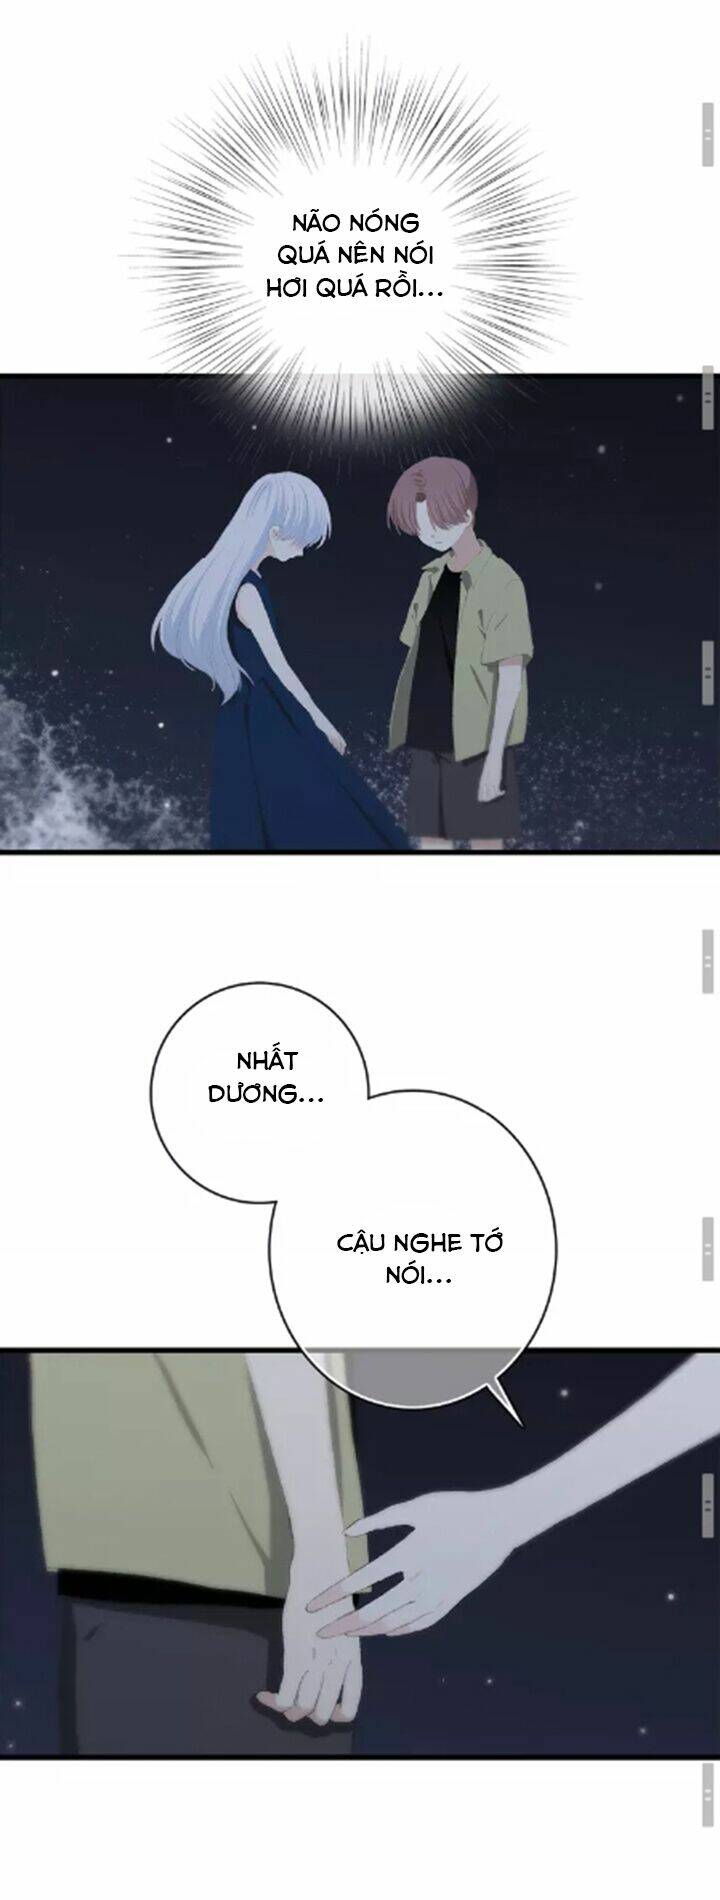 NÃO NÓNG
QUÁ NÊN NÓI
HƠI QUÁ RỒI...
NHẤT
DƯƠNG...
CẬU NGHE TỚ
NÓI...